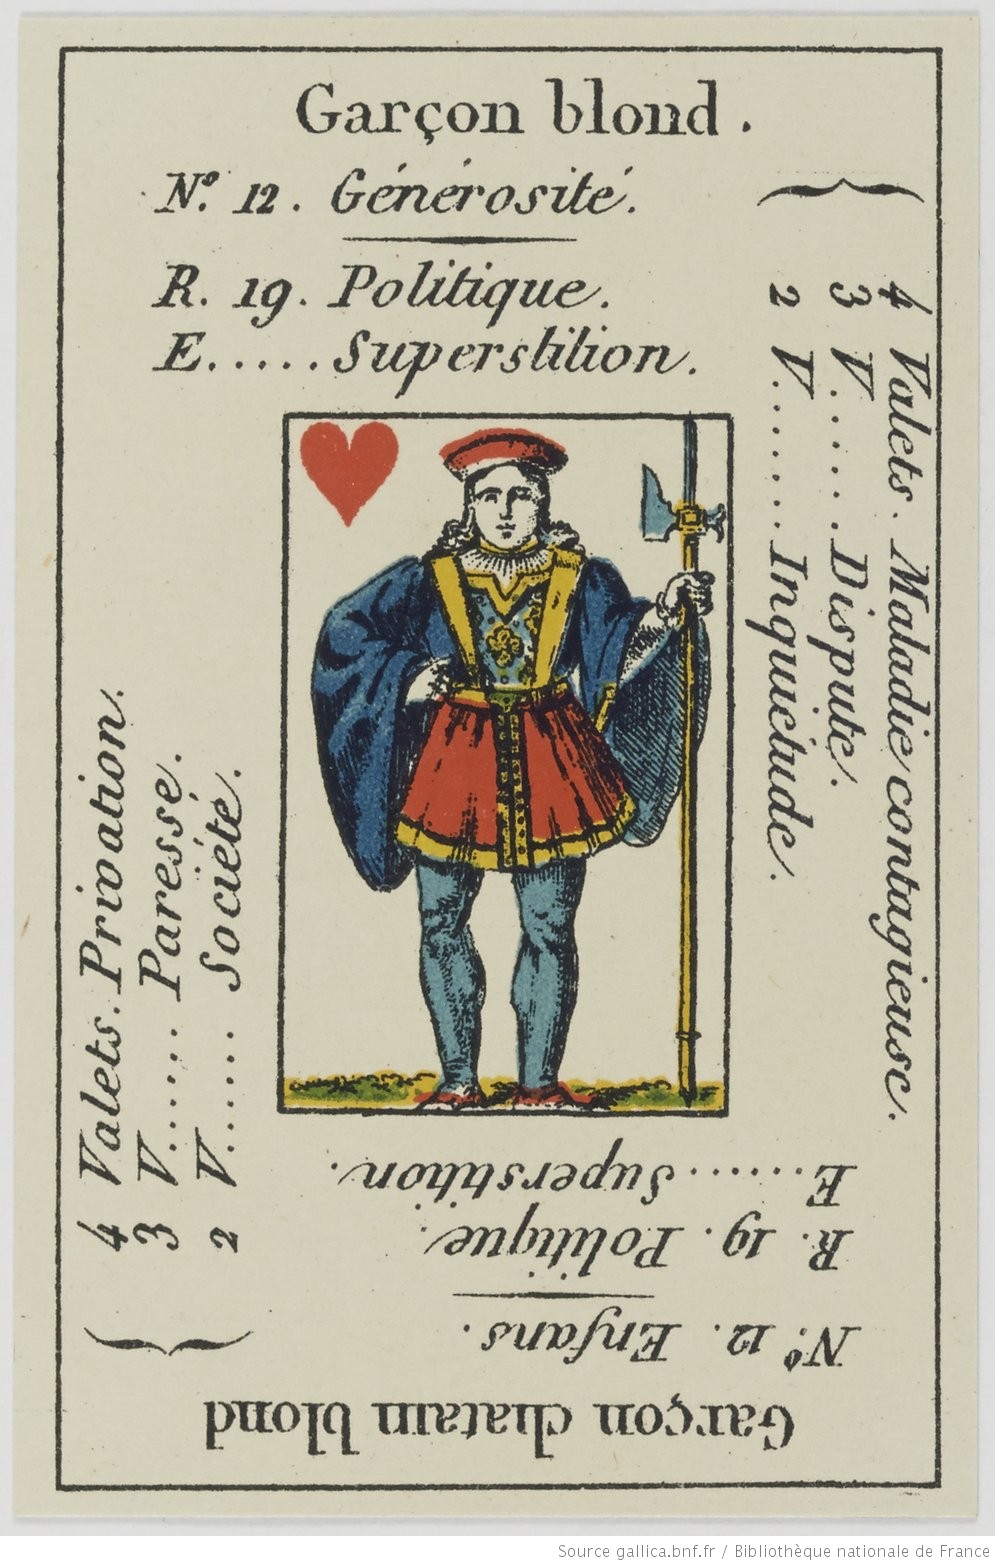 Garçon blond.
N.º 12. Générosité.
R. 19. Politique.
E..... Superstition.
4 Valets. Maladie contagieuse.
3 V...... Dispute.
2 V....... Inquiétude.
4 Valets. Privation.
3 V...... Paresse.
2 V...... Société.
Garçon chatain blond
N.º 12. Enfans.
R. 19. Politique.
E....... Superstition.
Source gallica.bnf.fr / Bibliothèque nationale de France